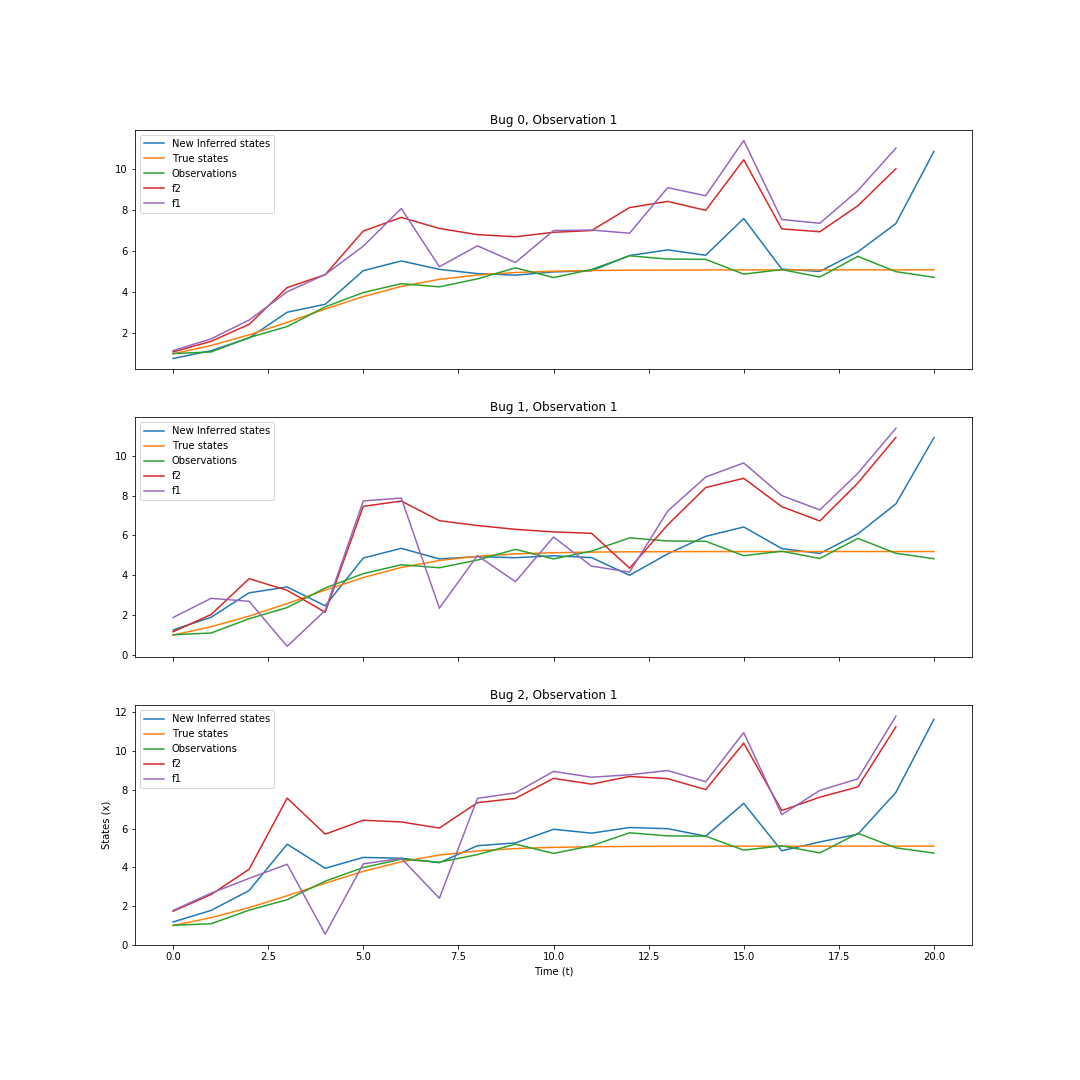 Bug 0, Observation 1
New Inferred states
True states
Observations
f2
f1
10
8
6
4
2
Bug 1, Observation 1
New Inferred states
True states
Observations
f2
f1
10
8
6
4
2
0
Bug 2, Observation 1
New Inferred states
True states
Observations
f2
f1
12
10
8
6
4
2
0
States (x)
0.0 2.5 5.0 7.5 10.0 12.5 15.0 17.5 20.0
Time (t)